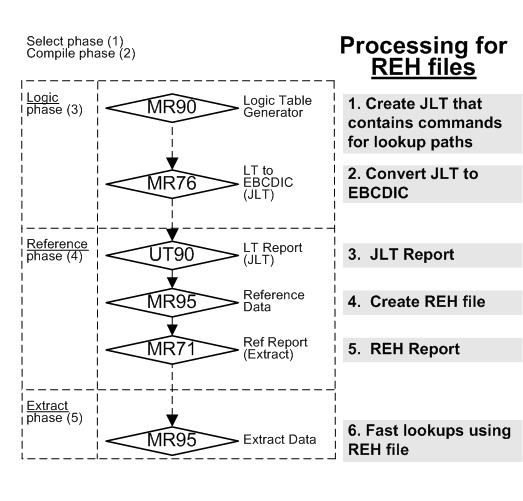 Select phase (1)
Compile phase (2)
Processing for
REH files
Logic
phase (3)
MR90
Logic Table
Generator
1. Create JLT that
contains commands
for lookup paths
MR76
LT to
EBCDIC
(JLT)
2. Convert JLT to
EBCDIC
Reference
phase (4)
UT90
LT Report
(JLT)
3. JLT Report
MR95
Reference
Data
4. Create REH file
MR71
Ref Report
(Extract)
5. REH Report
Extract
phase (5)
MR95
Extract Data
6. Fast lookups using
REH file